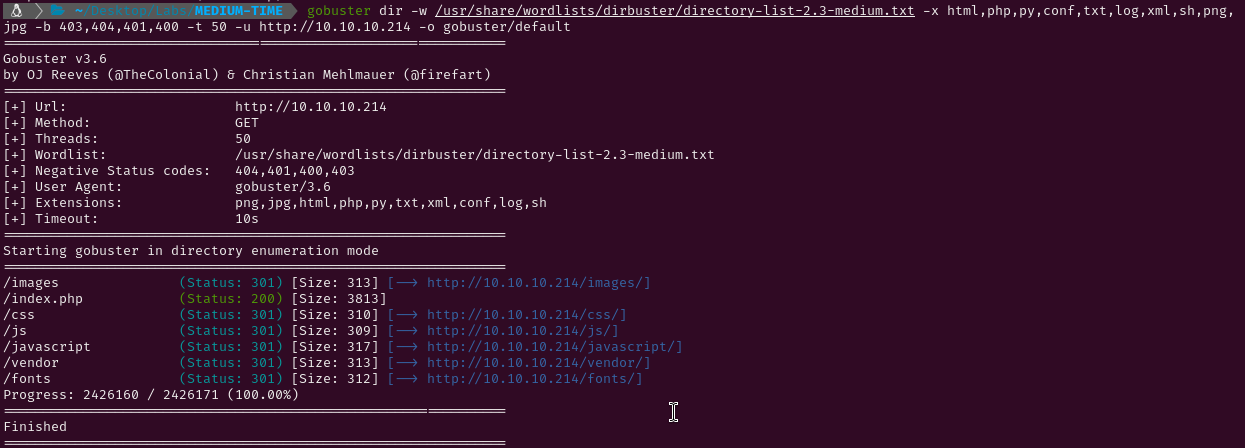 ~/Desktop/Labs/MEDIUM-TIME gobuster dir -w /usr/share/wordlists/dirbuster/directory-list-2.3-medium.txt -x html,php,py,conf,txt,log,xml,sh,png,
jpg -b 403,404,401,400 -t 50 -u http://10.10.10.214 -o gobuster/default
===============================================================
Gobuster v3.6
by OJ Reeves (@TheColonial) & Christian Mehlmauer (@firefart)
===============================================================
[+] Url:                     http://10.10.10.214
[+] Method:                  GET
[+] Threads:                 50
[+] Wordlist:                /usr/share/wordlists/dirbuster/directory-list-2.3-medium.txt
[+] Negative Status codes:   404,401,400,403
[+] User Agent:              gobuster/3.6
[+] Extensions:              png,jpg,html,php,py,txt,xml,conf,log,sh
[+] Timeout:                 10s
===============================================================
Starting gobuster in directory enumeration mode
===============================================================
/images               (Status: 301) [Size: 313] [--> http://10.10.10.214/images/]
/index.php            (Status: 200) [Size: 3813]
/css                  (Status: 301) [Size: 310] [--> http://10.10.10.214/css/]
/js                   (Status: 301) [Size: 309] [--> http://10.10.10.214/js/]
/javascript           (Status: 301) [Size: 317] [--> http://10.10.10.214/javascript/]
/vendor               (Status: 301) [Size: 313] [--> http://10.10.10.214/vendor/]
/fonts                (Status: 301) [Size: 312] [--> http://10.10.10.214/fonts/]
Progress: 2426160 / 2426171 (100.00%)
===============================================================
Finished
===============================================================